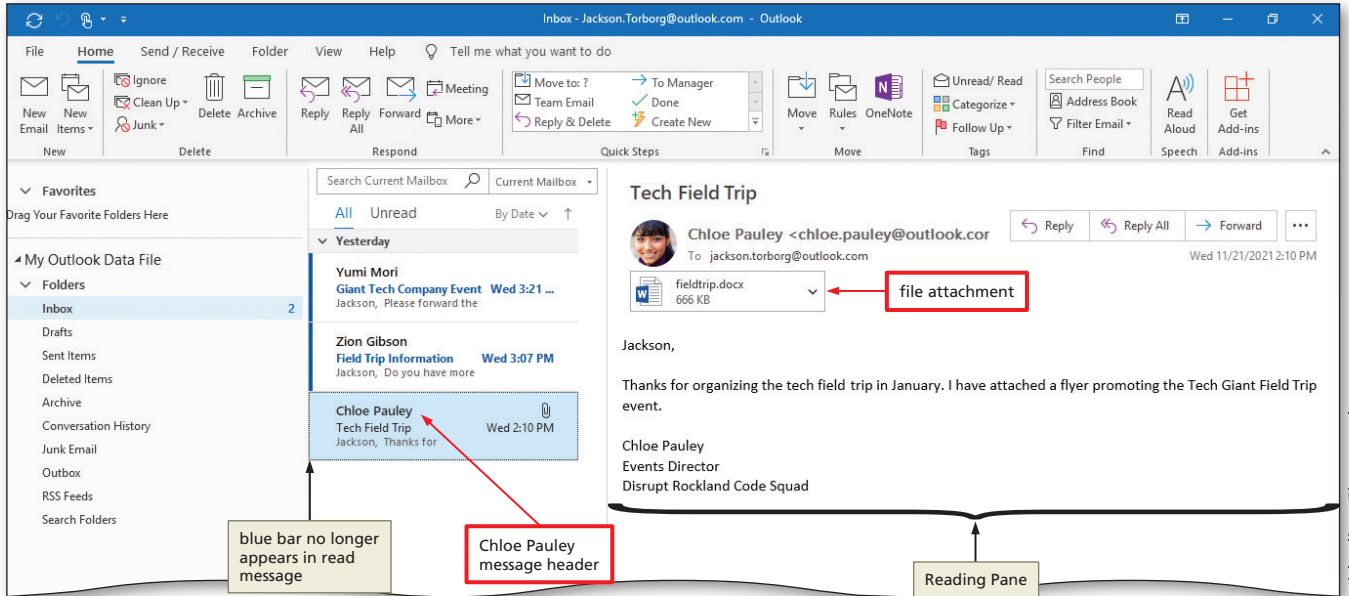 Inbox - Jackson.Torborg@outlook.com - Outlook
File Home Send / Receive Folder View Help Tell me what you want to do
New Email
New Items
Ignore
Clean Up
Junk
Delete
Archive
Reply
Reply All
Forward
Meeting
More
Move to: ?
Team Email
Reply & Delete
To Manager
Done
Create New
Move
Rules
OneNote
Unread/ Read
Categorize
Follow Up
Search People
Address Book
Filter Email
Read Aloud
Get Add-ins
New Delete Respond Quick Steps Move Tags Find Speech Add-ins
Favorites
Drag Your Favorite Folders Here
My Outlook Data File
Folders
Inbox 2
Drafts
Sent Items
Deleted Items
Archive
Conversation History
Junk Email
Outbox
RSS Feeds
Search Folders
Search Current Mailbox Current Mailbox
All Unread By Date
Yesterday
Yumi Mori
Giant Tech Company Event Wed 3:21 ...
Jackson, Please forward the
Zion Gibson
Field Trip Information Wed 3:07 PM
Jackson, Do you have more
Chloe Pauley
Tech Field Trip Wed 2:10 PM
Jackson, Thanks for
Tech Field Trip
Chloe Pauley <chloe.pauley@outlook.cor
To jackson.torborg@outlook.com
Reply Reply All Forward ...
Wed 11/21/2021 2:10 PM
fieldtrip.docx
666 KB
file attachment
Jackson,
Thanks for organizing the tech field trip in January. I have attached a flyer promoting the Tech Giant Field Trip
event.
Chloe Pauley
Events Director
Disrupt Rockland Code Squad
blue bar no longer
appears in read
message
Chloe Pauley
message header
Reading Pane